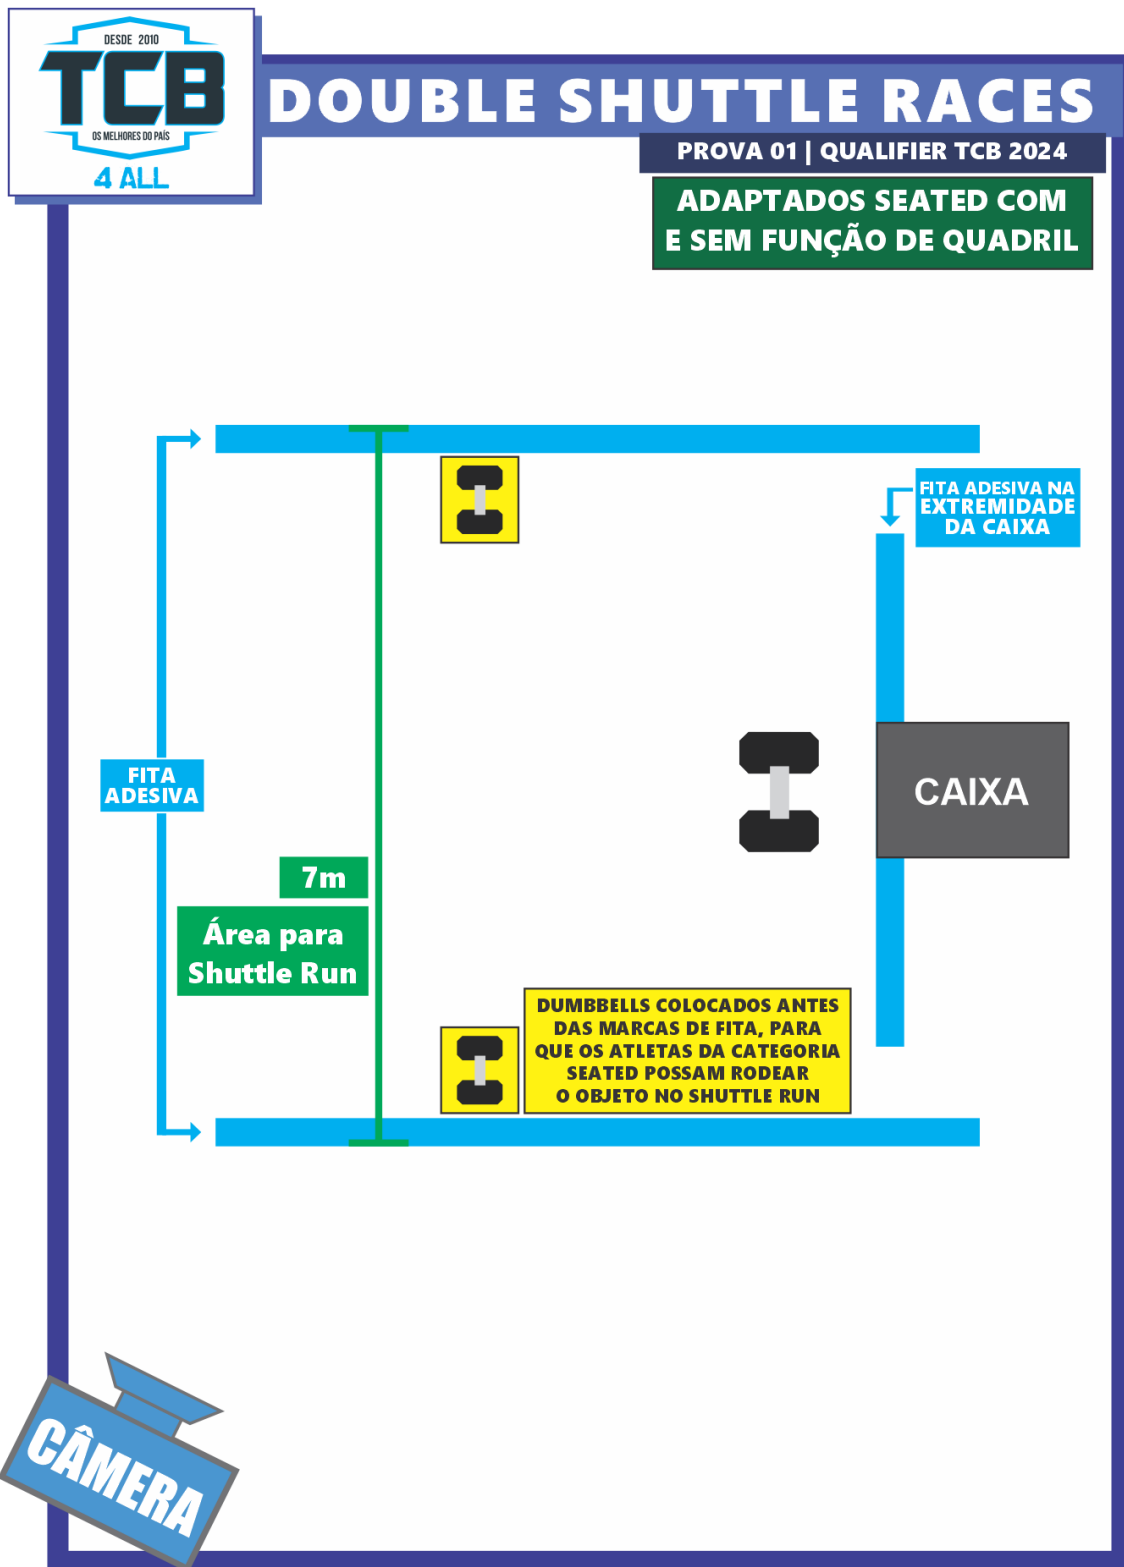 DESDE 2010
TCB
OS MELHORES DO PAÍS
4 ALL
DOUBLE SHUTTLE RACES
PROVA 01 | QUALIFIER TCB 2024
ADAPTADOS SEATED COM
E SEM FUNÇÃO DE QUADRIL
FITA ADESIVA NA
EXTREMIDADE
DA CAIXA
FITA
ADESIVA
CAIXA
7m
Área para
Shuttle Run
DUMBBELLS COLOCADOS ANTES
DAS MARCAS DE FITA, PARA
QUE OS ATLETAS DA CATEGORIA
SEATED POSSAM RODEAR
O OBJETO NO SHUTTLE RUN
CÂMERA